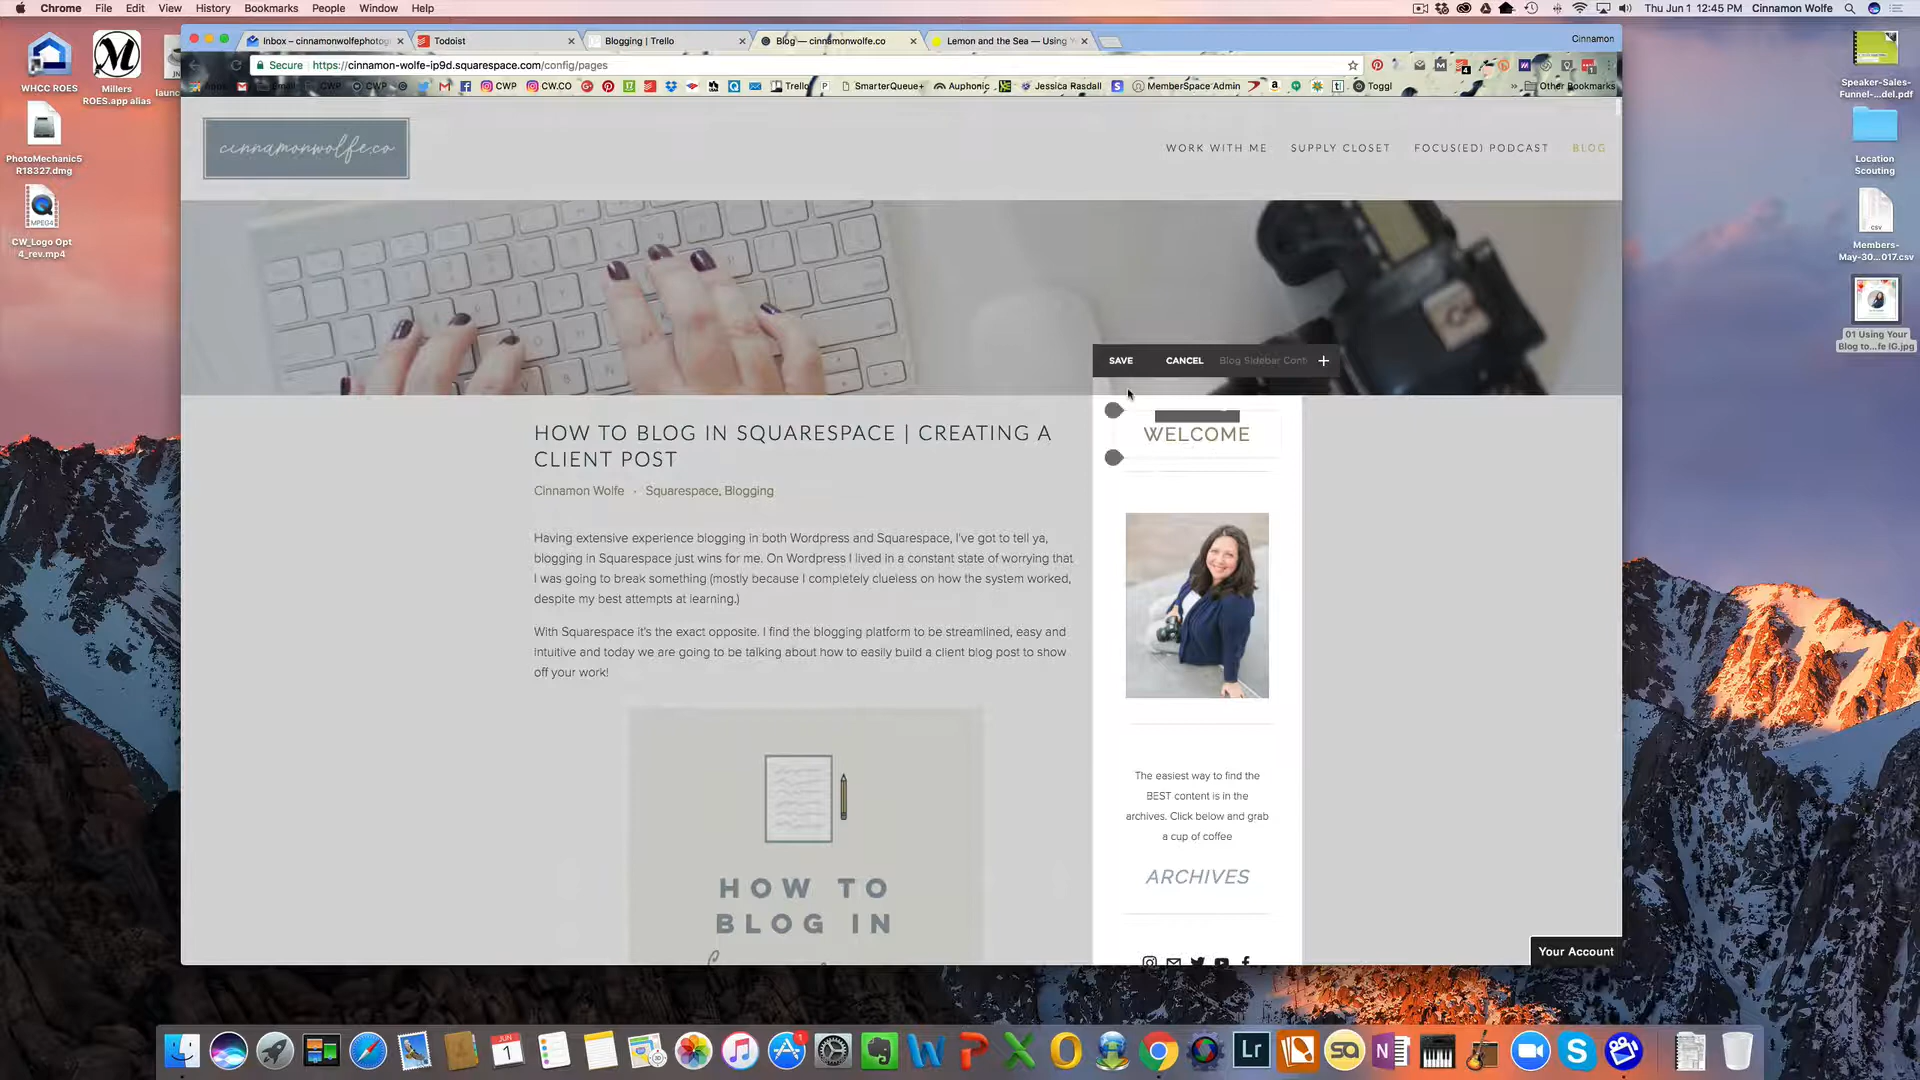 Chrome File Edit View History Bookmarks People Window Help
Thu Jun 1 12:45 PM Cinnamon Wolfe
Inbox – cinnamonwolfephotog
Todoist
Blogging | Trello
Blog — cinnamonwolfe.co
Lemon and the Sea — Using
Cinnamon
Secure https://cinnamon-wolfe-ip9d.squarespace.com/config/pages
Apps Email CWP CWP CWP CW.CO Trello SmarterQueue+ Auphonic Jessica Rasdall MemberSpace Admin Toggl » Other Bookmarks
WHCC ROES
Millers
ROES.app alias
PhotoMechanic5
R18327.dmg
CW_Logo Opt
4_rev.mp4
Speaker-Sales-
Funnel-...del.pdf
Location
Scouting
Members-
May-30...017.csv
01 Using Your
Blog to...fe IG.jpg
cinnamonwolfe.co
WORK WITH ME SUPPLY CLOSET FOCUS(ED) PODCAST BLOG
SAVE CANCEL Blog Sidebar Cont +
HOW TO BLOG IN SQUARESPACE | CREATING A
CLIENT POST
Cinnamon Wolfe · Squarespace, Blogging
Having extensive experience blogging in both Wordpress and Squarespace, I've got to tell ya,
blogging in Squarespace just wins for me. On Wordpress I lived in a constant state of worrying that
I was going to break something (mostly because I completely clueless on how the system worked,
despite my best attempts at learning.)
With Squarespace it's the exact opposite. I find the blogging platform to be streamlined, easy and
intuitive and today we are going to be talking about how to easily build a client blog post to show
off your work!
HOW TO
BLOG IN
WELCOME
The easiest way to find the
BEST content is in the
archives. Click below and grab
a cup of coffee
ARCHIVES
Your Account